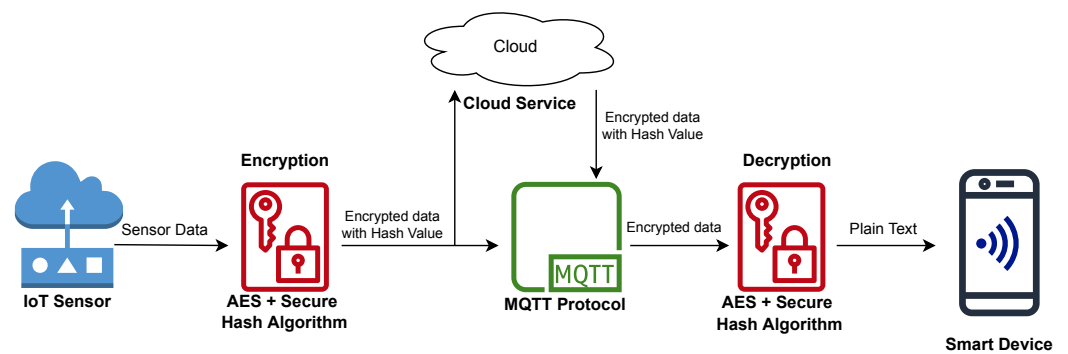 Cloud
Cloud Service
Encrypted data
with Hash Value
Encryption
Decryption
Sensor Data
Encrypted data
with Hash Value
Encrypted data
Plain Text
MQTT
IoT Sensor
AES + Secure
Hash Algorithm
MQTT Protocol
AES + Secure
Hash Algorithm
Smart Device